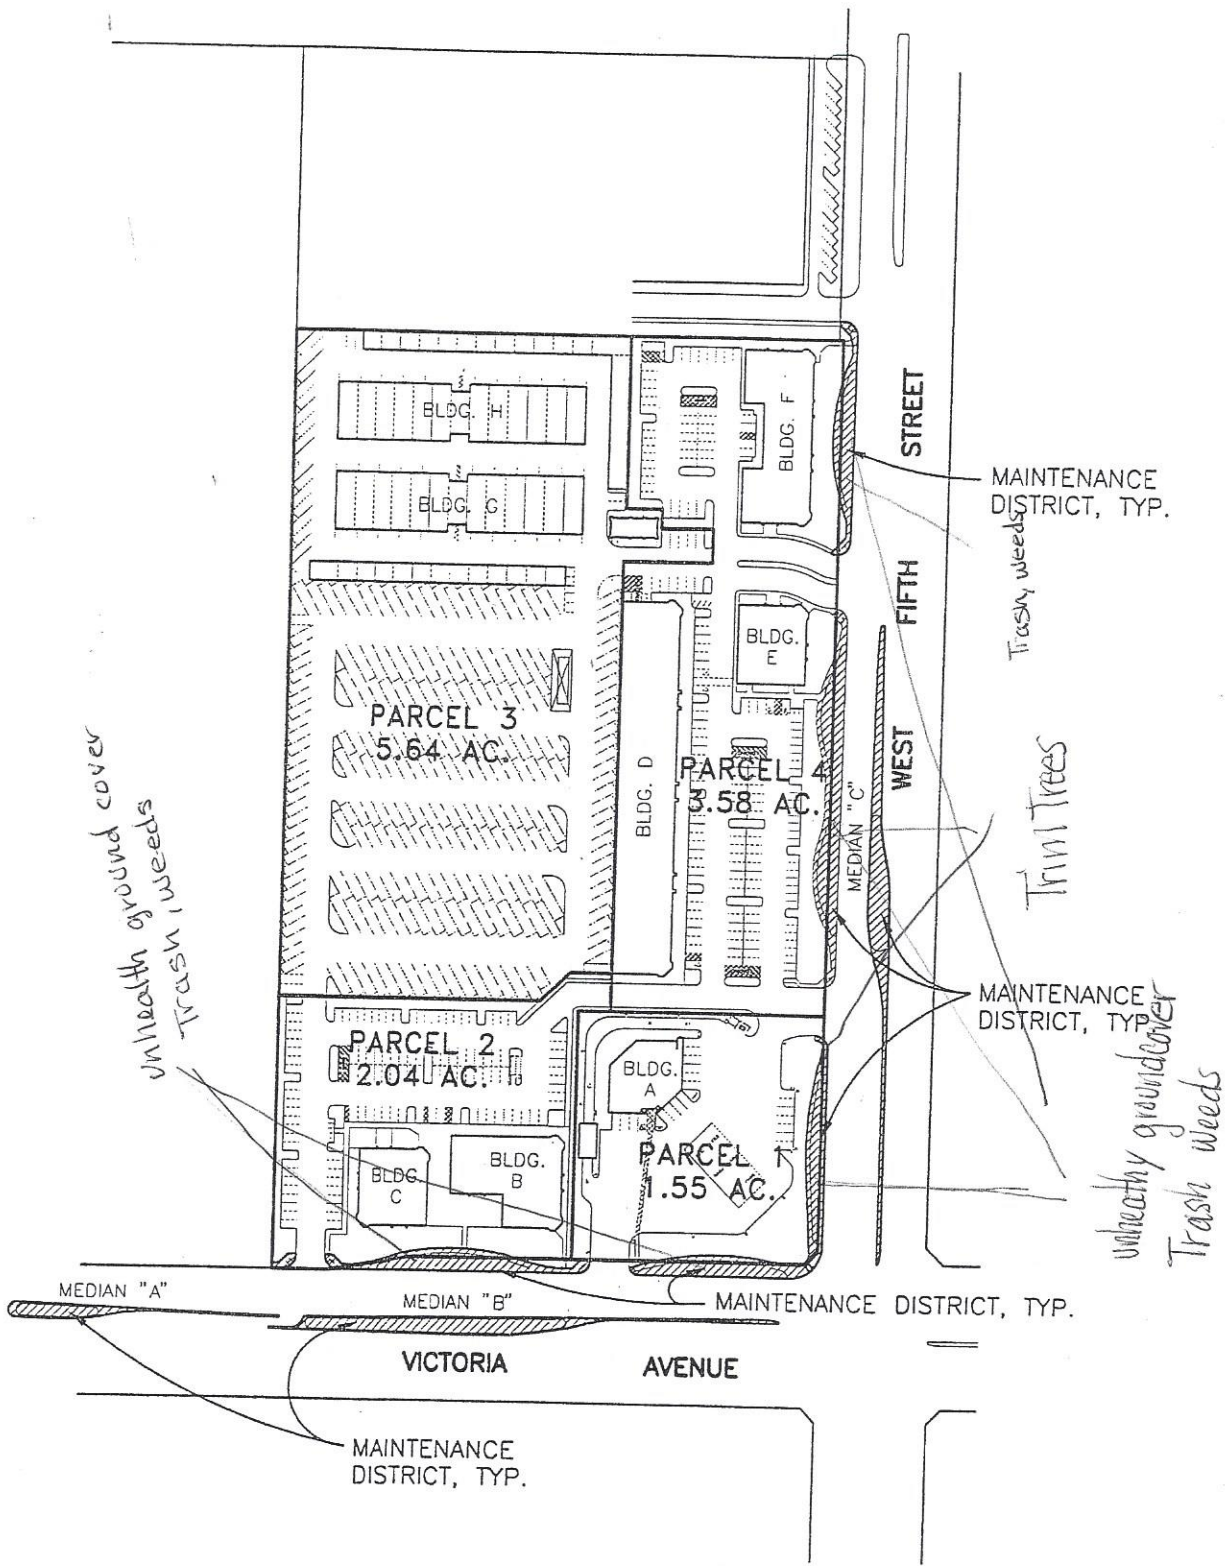 BLDG. H
BLDG. G
BLDG. F
STREET
MAINTENANCE
DISTRICT, TYP.
Trash, weeds
FIFTH
BLDG.
E
PARCEL 3
5.64 AC.
BLDG. D
PARCEL 4
3.58 AC.
MEDIAN "C"
WEST
Trim Trees
unhealth ground cover
Trash, weeds
MAINTENANCE
DISTRICT, TYP.
unheathy groundcover
Trash weeds
PARCEL 2
2.04 AC.
BLDG.
A
BLDG.
C
BLDG.
B
PARCEL 1
1.55 AC.
MEDIAN "A"
MEDIAN "B"
MAINTENANCE DISTRICT, TYP.
VICTORIA AVENUE
MAINTENANCE
DISTRICT, TYP.